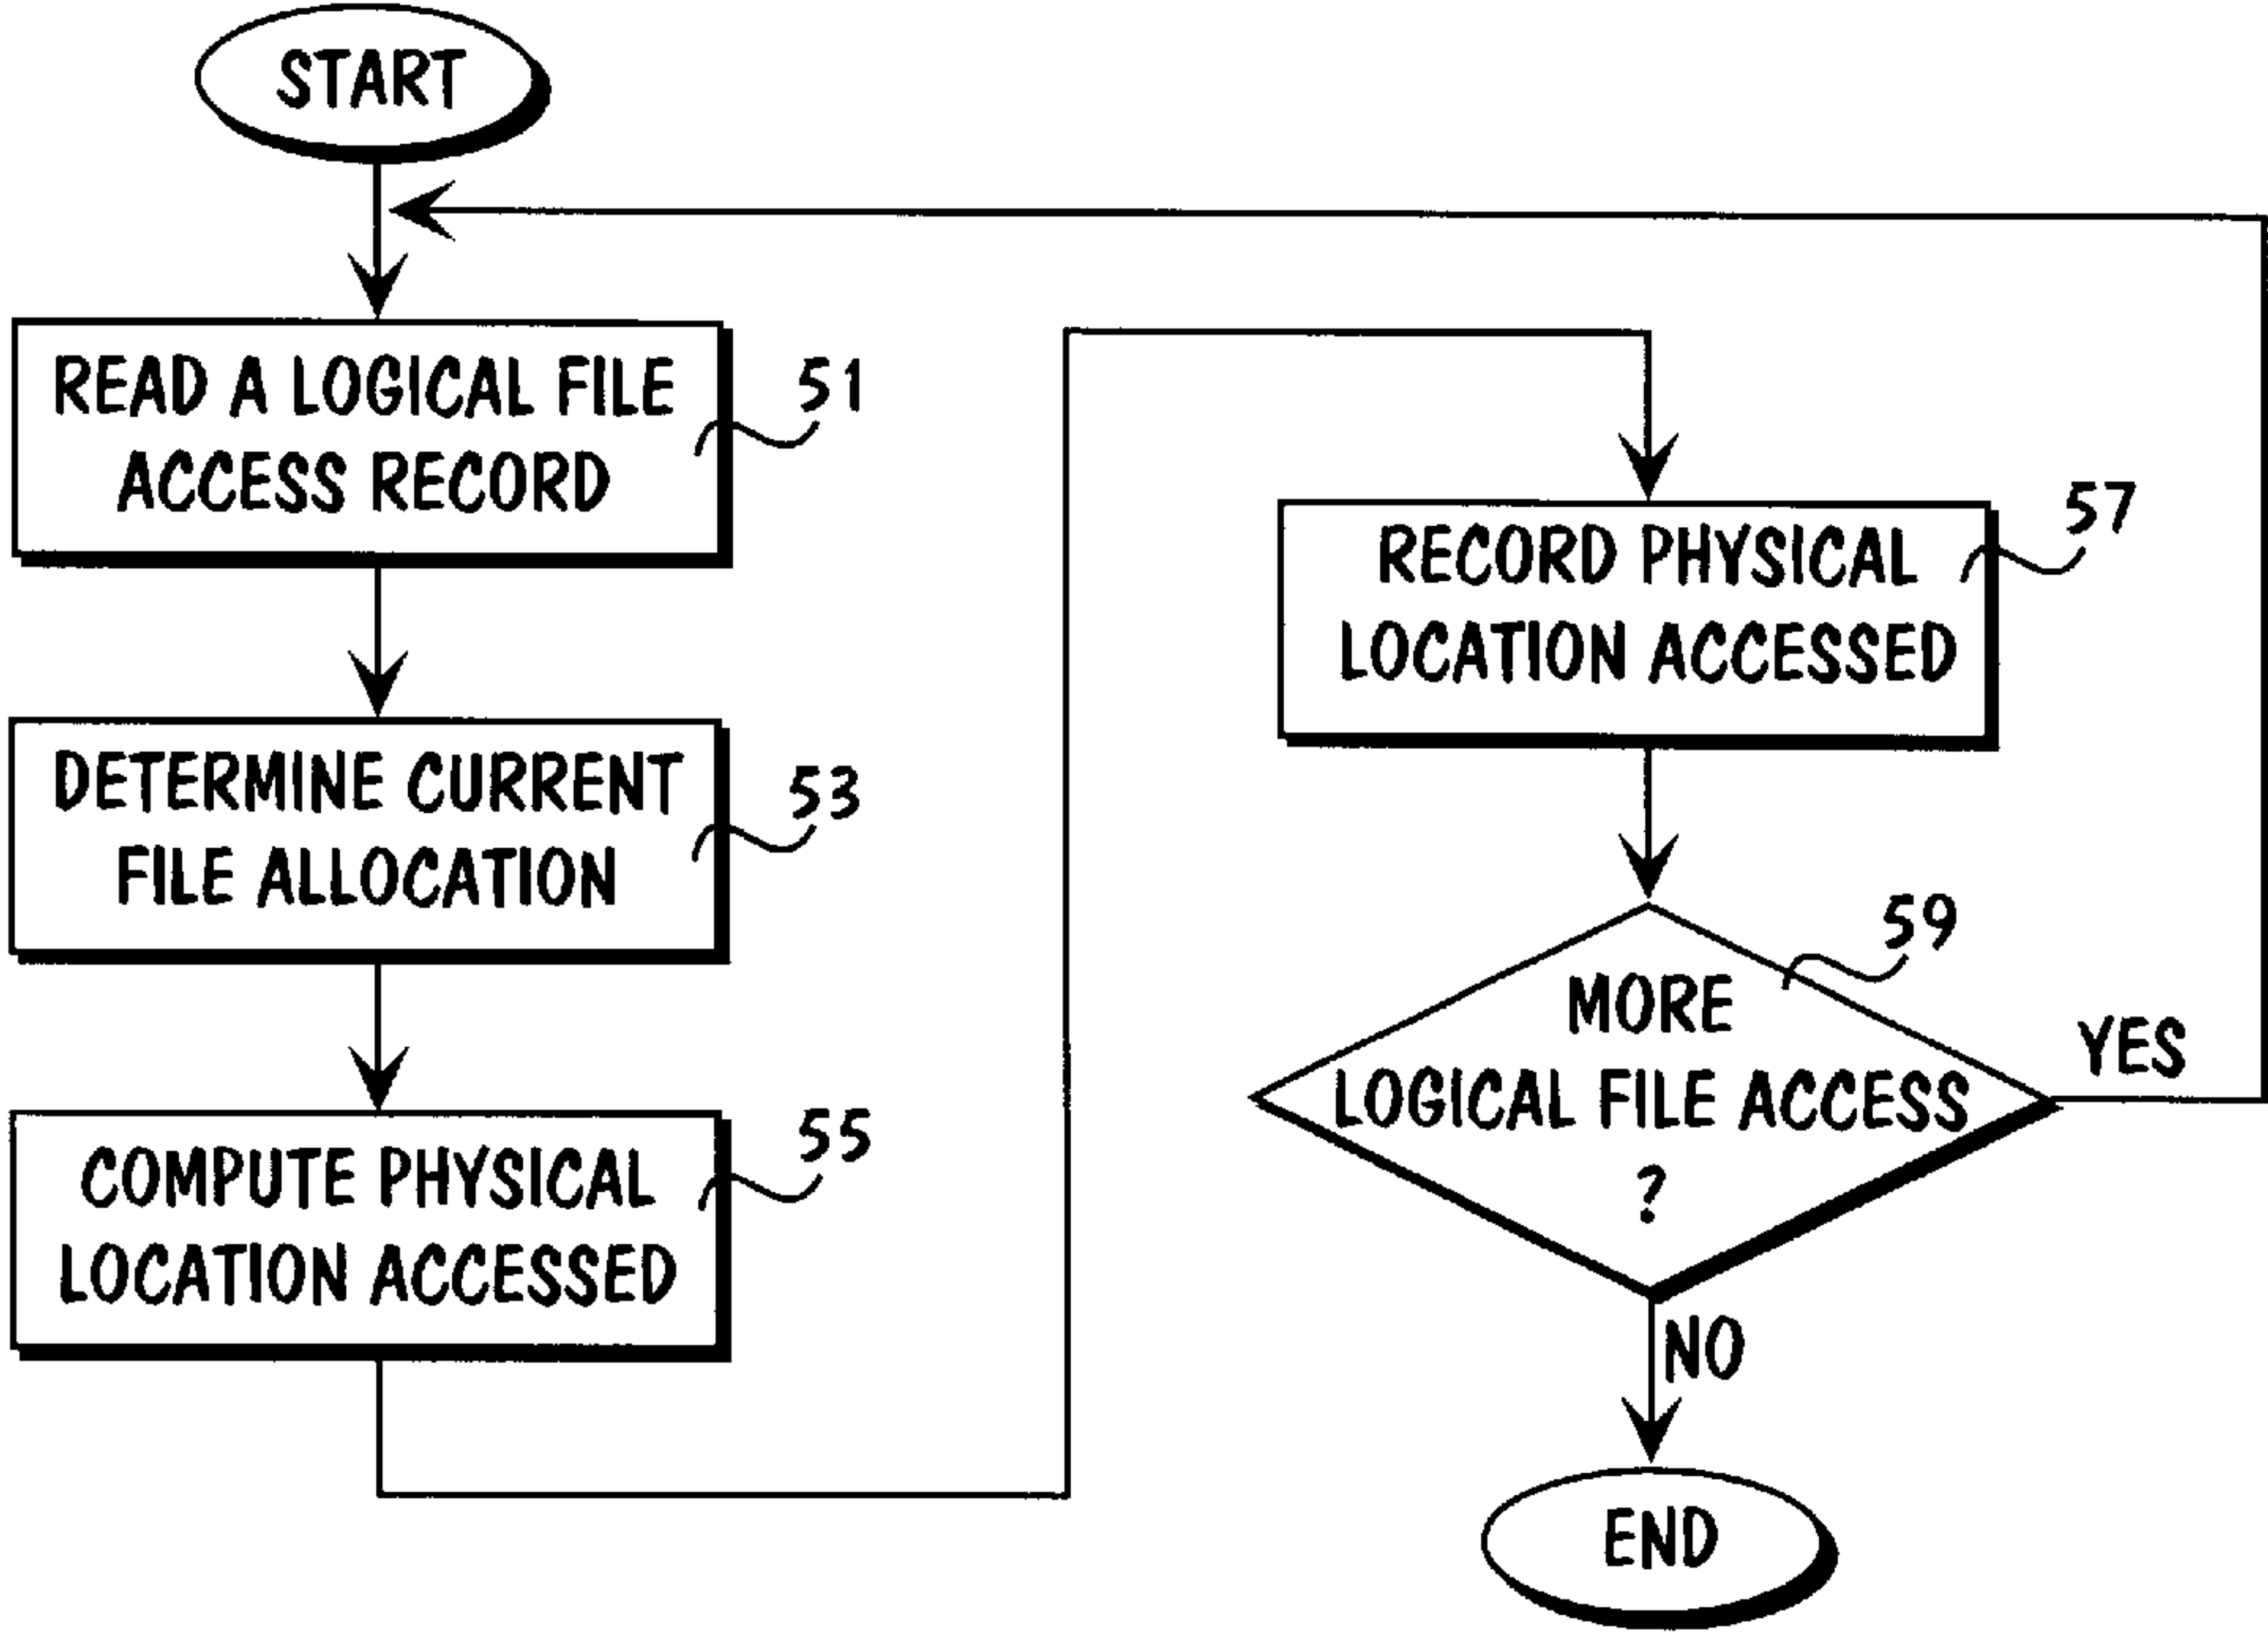 START
READ A LOGICAL FILE
ACCESS RECORD
51
DETERMINE CURRENT
FILE ALLOCATION
53
COMPUTE PHYSICAL
LOCATION ACCESSED
55
RECORD PHYSICAL
LOCATION ACCESSED
57
MORE
LOGICAL FILE ACCESS
?
59
YES
NO
END